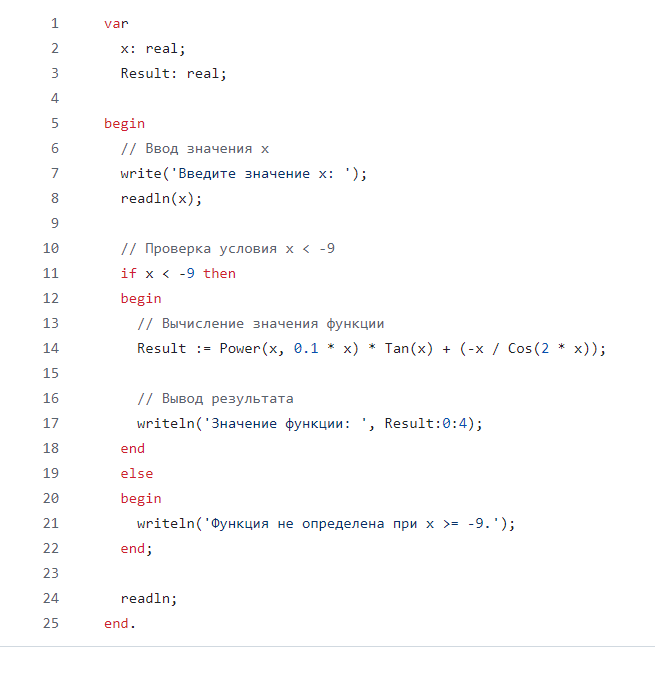 1 var
2 x: real;
3 Result: real;
4
5 begin
6 // Ввод значения x
7 write('Введите значение x: ');
8 readln(x);
9
10 // Проверка условия x < -9
11 if x < -9 then
12 begin
13 // Вычисление значения функции
14 Result := Power(x, 0.1 * x) * Tan(x) + (-x / Cos(2 * x));
15
16 // Вывод результата
17 writeln('Значение функции: ', Result:0:4);
18 end
19 else
20 begin
21 writeln('Функция не определена при x >= -9.');
22 end;
23
24 readln;
25 end.